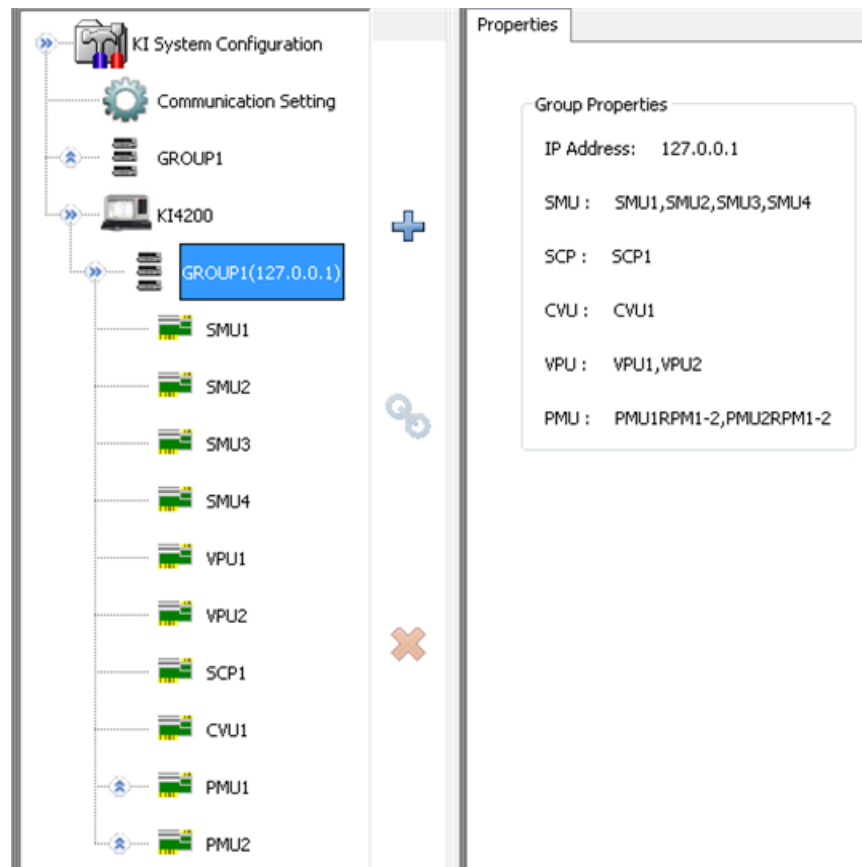 KI System Configuration
Communication Setting
GROUP1
KI4200
GROUP1(127.0.0.1)
SMU1
SMU2
SMU3
SMU4
VPU1
VPU2
SCP1
CVU1
PMU1
PMU2
Properties
Group Properties
IP Address: 127.0.0.1
SMU : SMU1,SMU2,SMU3,SMU4
SCP : SCP1
CVU : CVU1
VPU : VPU1,VPU2
PMU : PMU1RPM1-2,PMU2RPM1-2